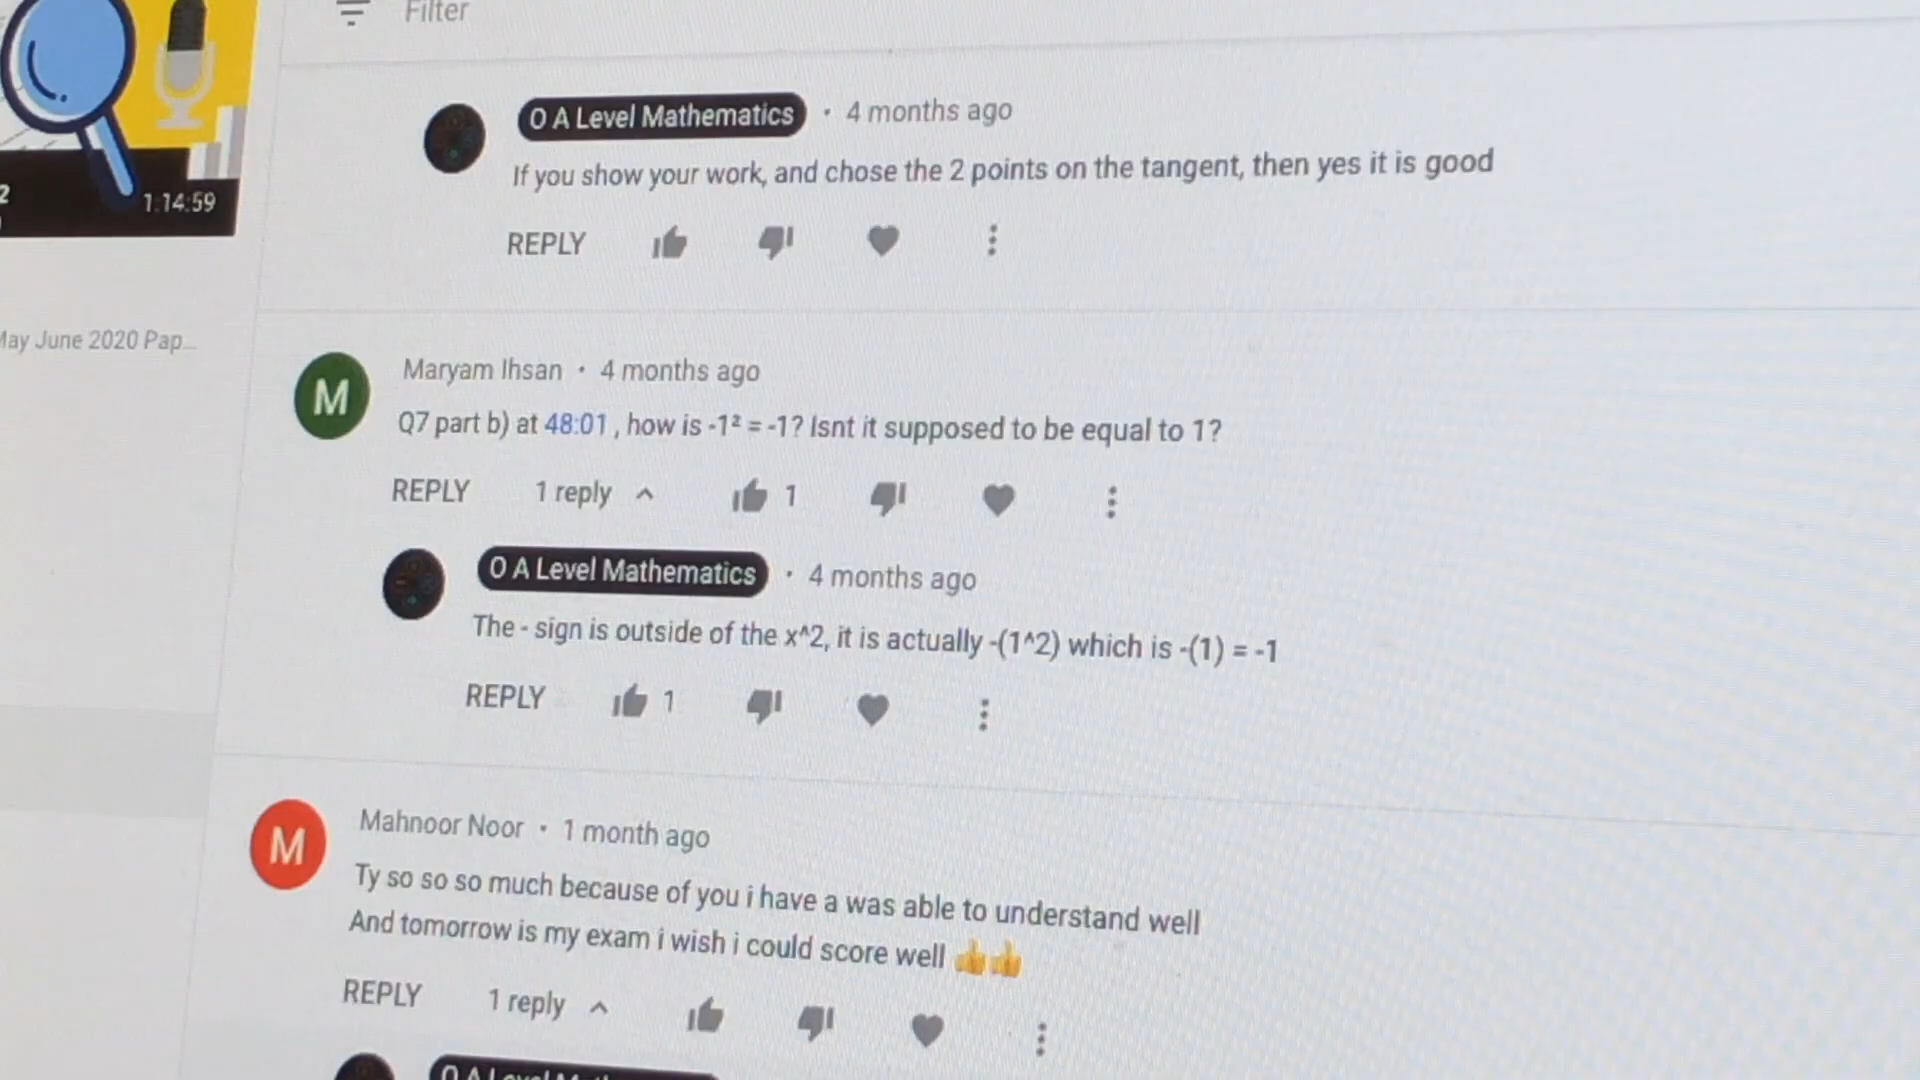 Filter
O A Level Mathematics · 4 months ago
If you show your work, and chose the 2 points on the tangent, then yes it is good
1:14:59
REPLY
May June 2020 Pap...
M
Maryam Ihsan · 4 months ago
Q7 part b) at 48:01 , how is -1² = -1? Isnt it supposed to be equal to 1?
REPLY 1 reply 1
O A Level Mathematics · 4 months ago
The - sign is outside of the x^2, it is actually -(1^2) which is -(1) = -1
REPLY 1
M
Mahnoor Noor · 1 month ago
Ty so so so much because of you i have a was able to understand well
And tomorrow is my exam i wish i could score well 👍👍
REPLY 1 reply